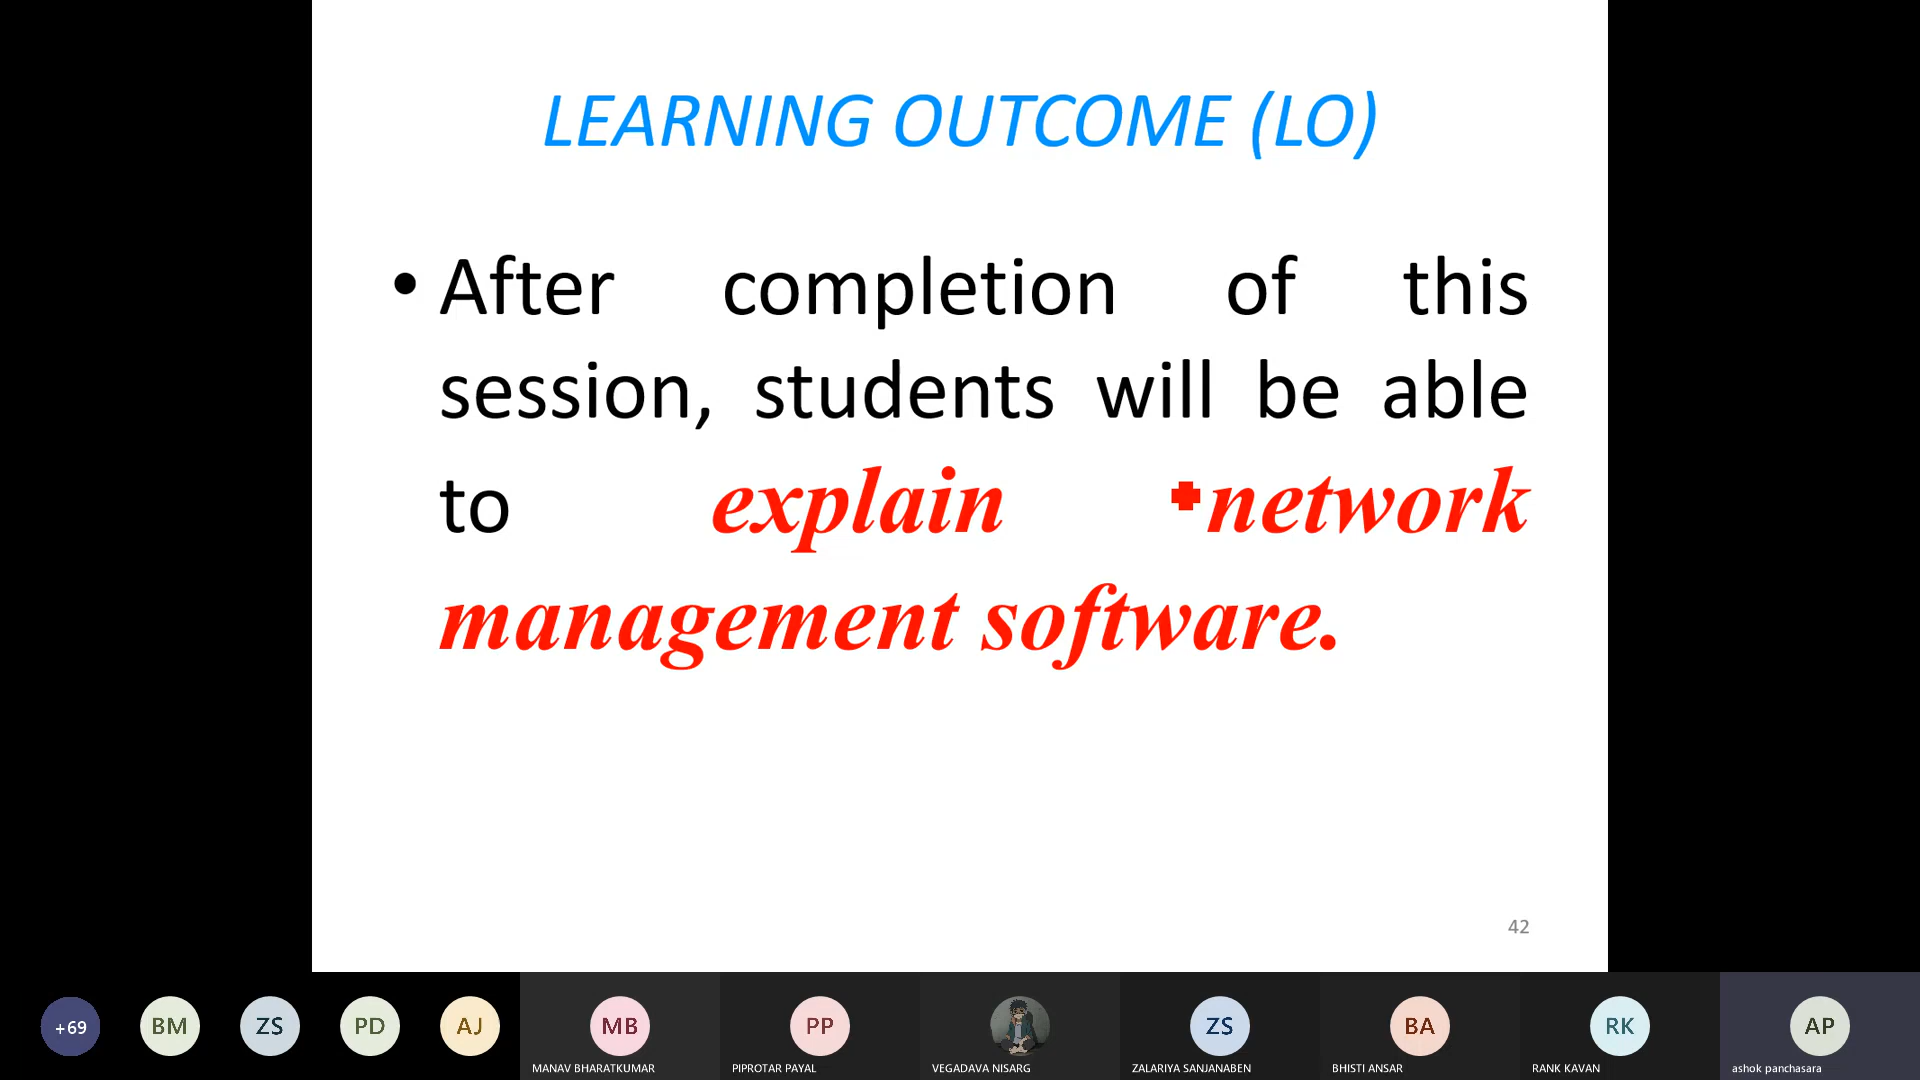 LEARNING OUTCOME (LO)
• After completion of this
session, students will be able
to explain network
management software.
42
+69
BM
ZS
PD
AJ
MB
PP
ZS
BA
RK
AP
MANAV BHARATKUMAR
PIPROTAR PAYAL
VEGADAVA NISARG
ZALARIYA SANJANABEN
BHISTI ANSAR
RANK KAVAN
ashok panchasara